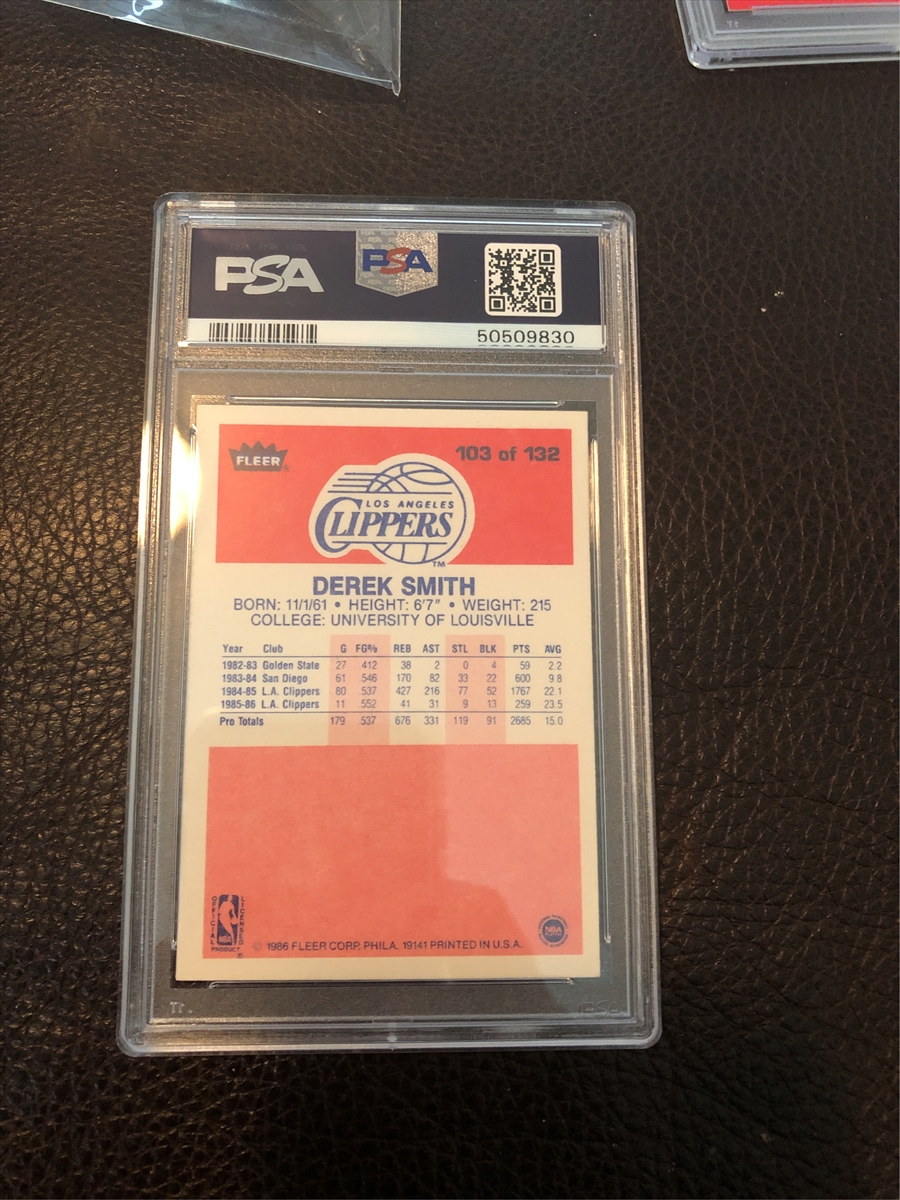 PSA
PSA
50509830
FLEER®
103 of 132
LOS ANGELES
CLIPPERS
TM
DEREK SMITH
BORN: 11/1/61 • HEIGHT: 6'7" • WEIGHT: 215
COLLEGE: UNIVERSITY OF LOUISVILLE
Year Club G FG% REB AST STL BLK PTS AVG
1982-83 Golden State 27 .412 38 2 0 4 59 2.2
1983-84 San Diego 61 .546 170 82 33 22 600 9.8
1984-85 L.A. Clippers 80 .537 427 216 77 52 1767 22.1
1985-86 L.A. Clippers 11 .552 41 31 9 13 259 23.5
Pro Totals 179 .537 676 331 119 91 2685 15.0
OFFICIAL LICENSED
NBA
PRODUCT ®
© 1986 FLEER CORP. PHILA. 19141 PRINTED IN U.S.A.